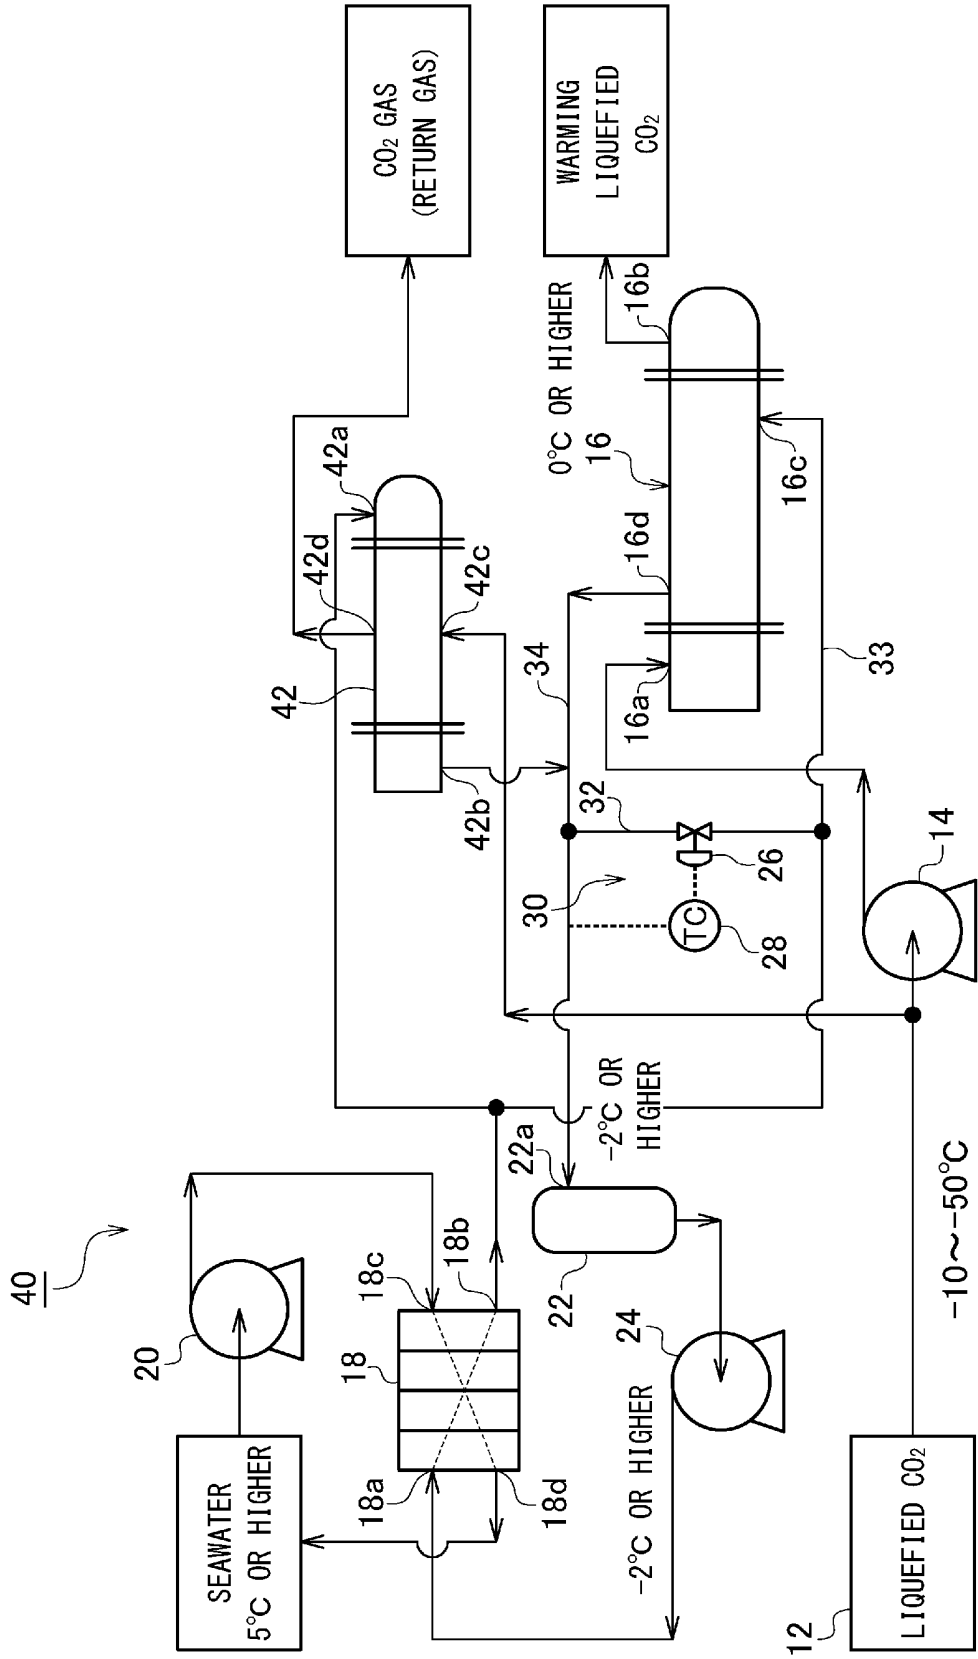 40
SEAWATER
5℃ OR HIGHER
20
18
18a
18b
18c
18d
22
22a
-2℃ OR
HIGHER
24
-2℃ OR HIGHER
42
42a
42b
42c
42d
CO₂ GAS
(RETURN GAS)
34
32
30
26
TC
28
16
16a
16b
16c
16d
0℃ OR HIGHER
WARMING
LIQUEFIED
CO₂
33
14
12
LIQUEFIED CO₂
-10～-50℃